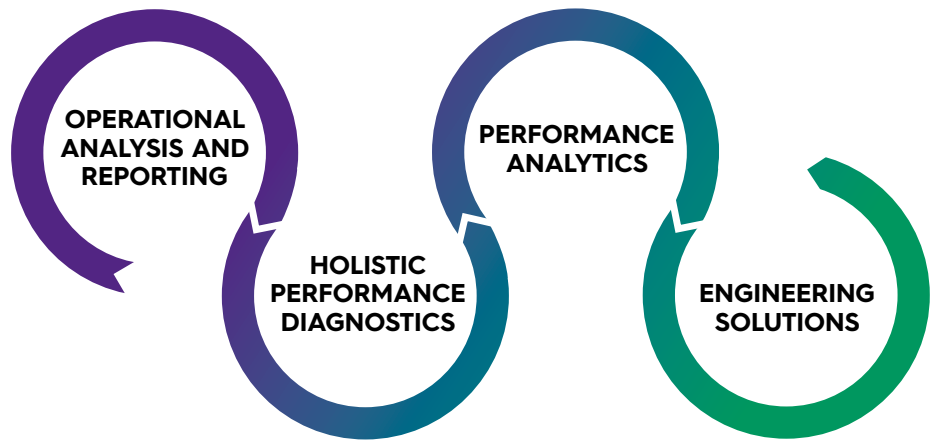 OPERATIONAL
ANALYSIS AND
REPORTING
HOLISTIC
PERFORMANCE
DIAGNOSTICS
PERFORMANCE
ANALYTICS
ENGINEERING
SOLUTIONS